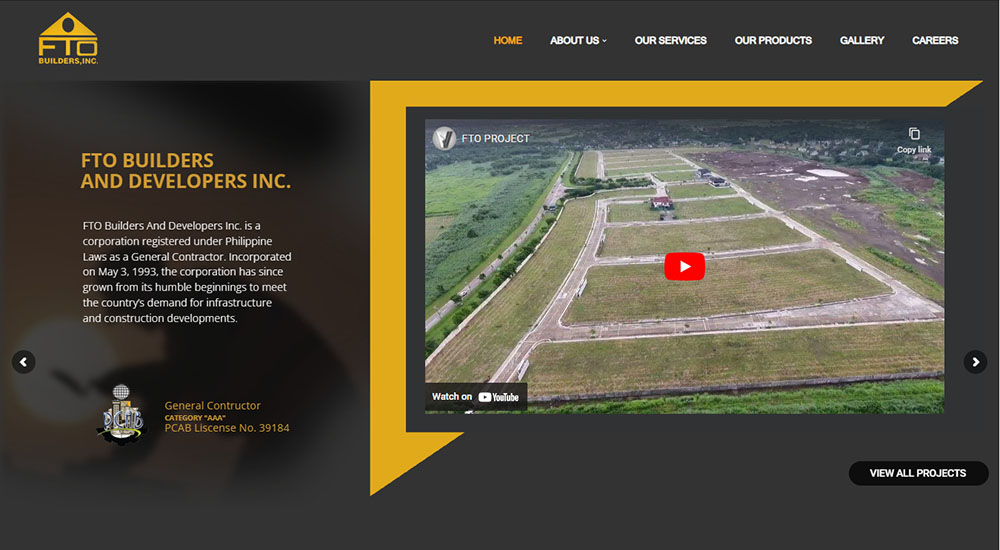 FTO
BUILDERS,INC.
HOME
ABOUT US
OUR SERVICES
OUR PRODUCTS
GALLERY
CAREERS
FTO BUILDERS
AND DEVELOPERS INC.
FTO Builders And Developers Inc. is a
corporation registered under Philippine
Laws as a General Contractor. Incorporated
on May 3, 1993, the corporation has since
grown from its humble beginnings to meet
the country's demand for infrastructure
and construction developments.
General Contructor
CATEGORY "AAA"
PCAB Liscense No. 39184
FTO PROJECT
Copy link
Watch on YouTube
VIEW ALL PROJECTS